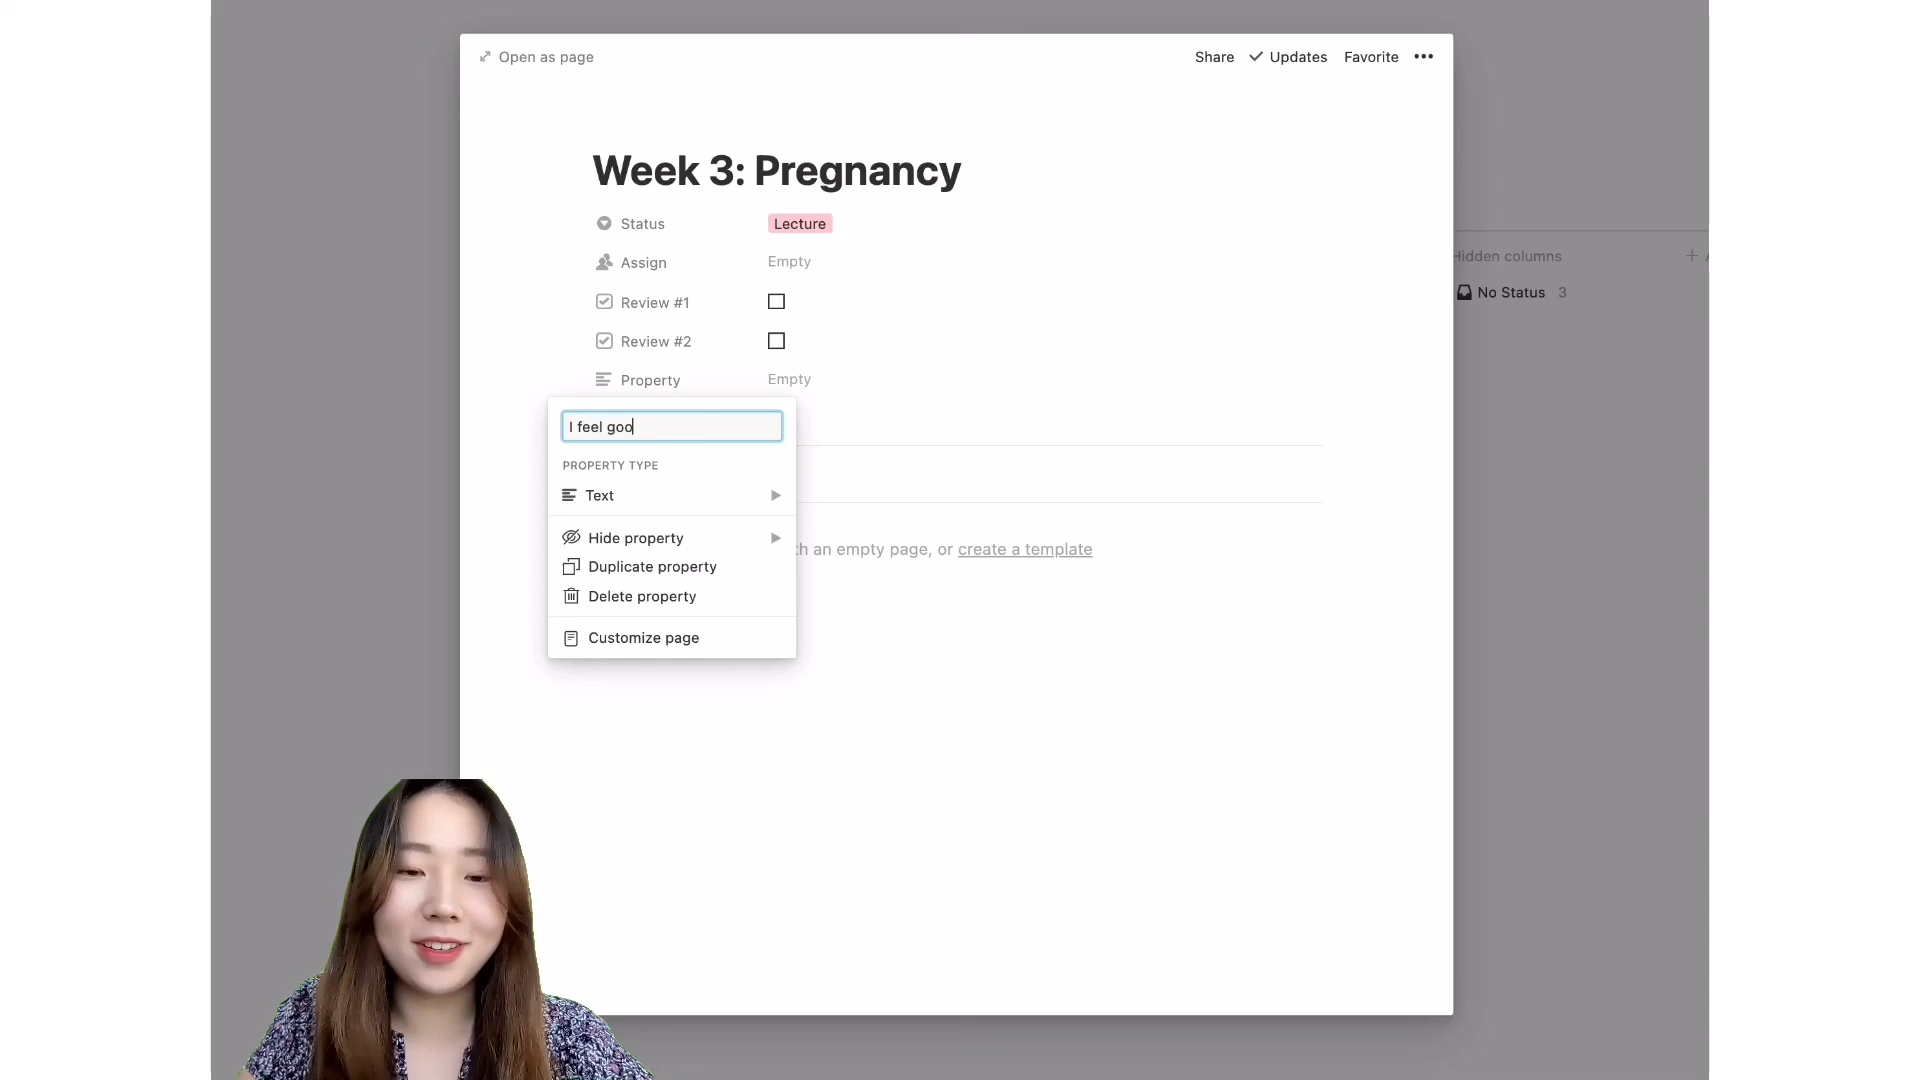 Open as page
Share Updates Favorite
Week 3: Pregnancy
Status Lecture
Assign Empty
Hidden columns
No Status 3
Review #1
Review #2
Property Empty
I feel goo
PROPERTY TYPE
Text
Hide property
an empty page, or create a template
Duplicate property
Delete property
Customize page